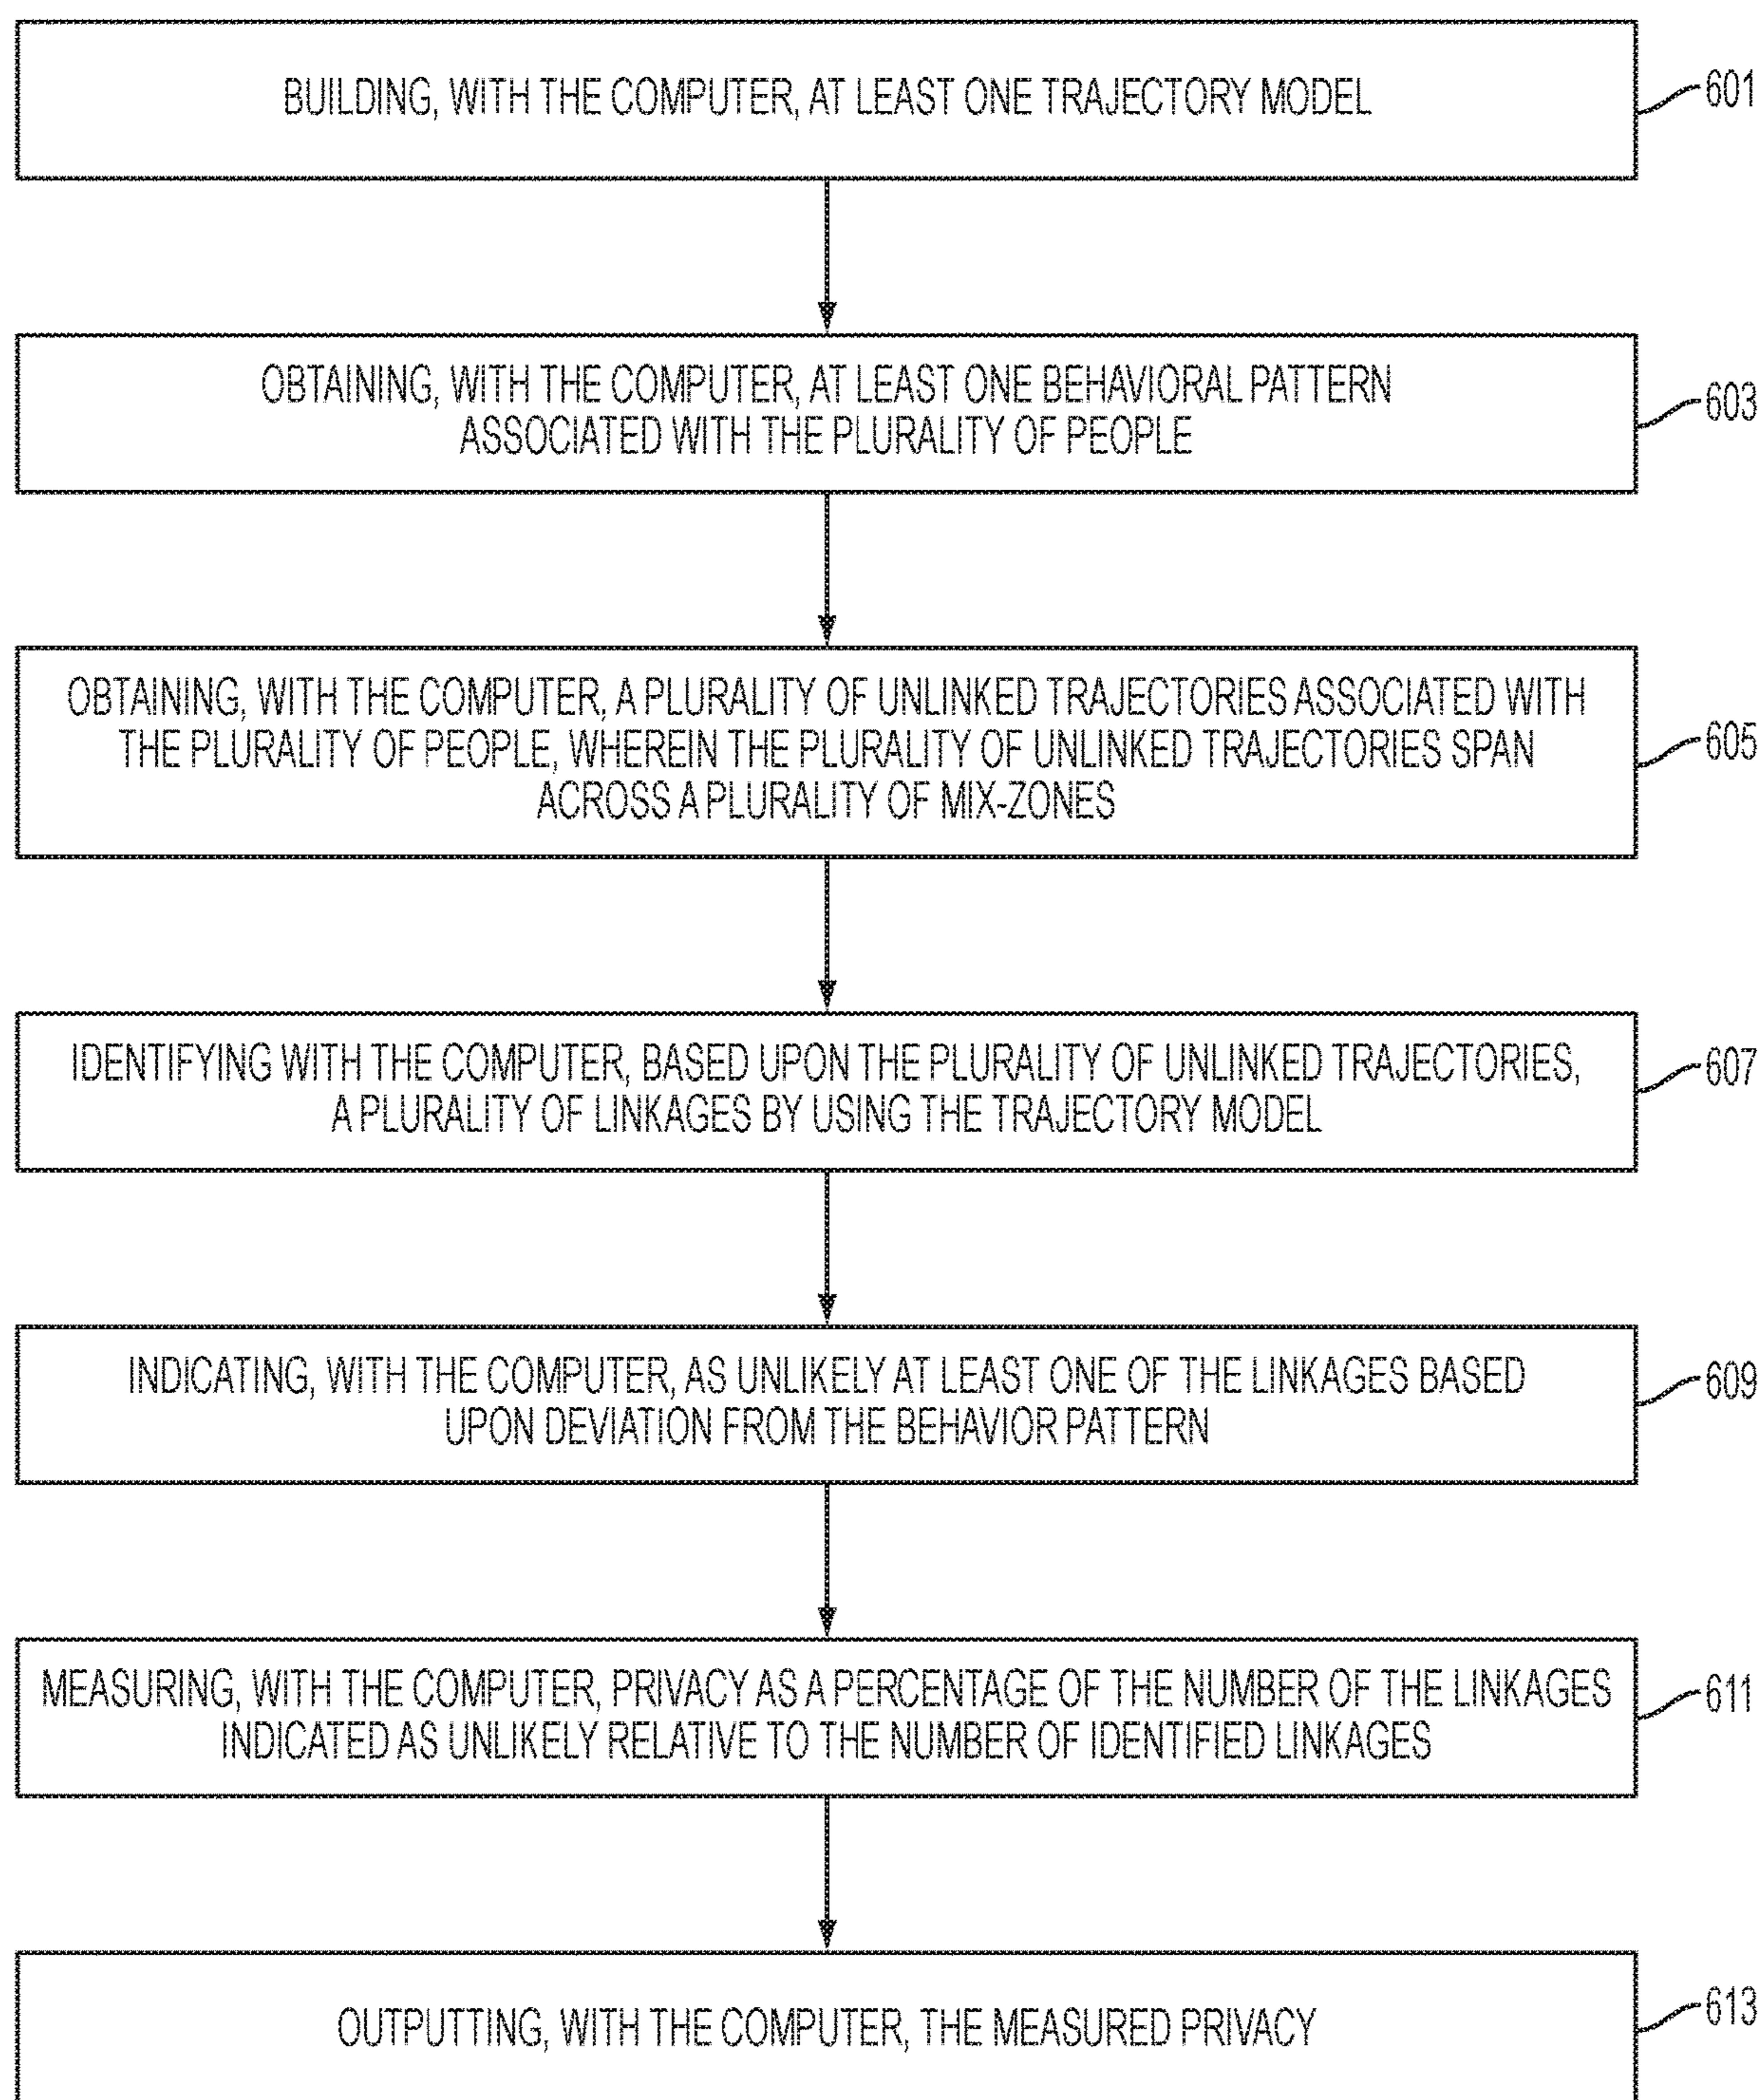 BUILDING, WITH THE COMPUTER, AT LEAST ONE TRAJECTORY MODEL
601
OBTAINING, WITH THE COMPUTER, AT LEAST ONE BEHAVIORAL PATTERN
ASSOCIATED WITH THE PLURALITY OF PEOPLE
603
OBTAINING, WITH THE COMPUTER, A PLURALITY OF UNLINKED TRAJECTORIES ASSOCIATED WITH
THE PLURALITY OF PEOPLE, WHEREIN THE PLURALITY OF UNLINKED TRAJECTORIES SPAN
ACROSS A PLURALITY OF MIX-ZONES
605
IDENTIFYING WITH THE COMPUTER, BASED UPON THE PLURALITY OF UNLINKED TRAJECTORIES,
A PLURALITY OF LINKAGES BY USING THE TRAJECTORY MODEL
607
INDICATING, WITH THE COMPUTER, AS UNLIKELY AT LEAST ONE OF THE LINKAGES BASED
UPON DEVIATION FROM THE BEHAVIOR PATTERN
609
MEASURING, WITH THE COMPUTER, PRIVACY AS A PERCENTAGE OF THE NUMBER OF THE LINKAGES
INDICATED AS UNLIKELY RELATIVE TO THE NUMBER OF IDENTIFIED LINKAGES
611
OUTPUTTING, WITH THE COMPUTER, THE MEASURED PRIVACY
613